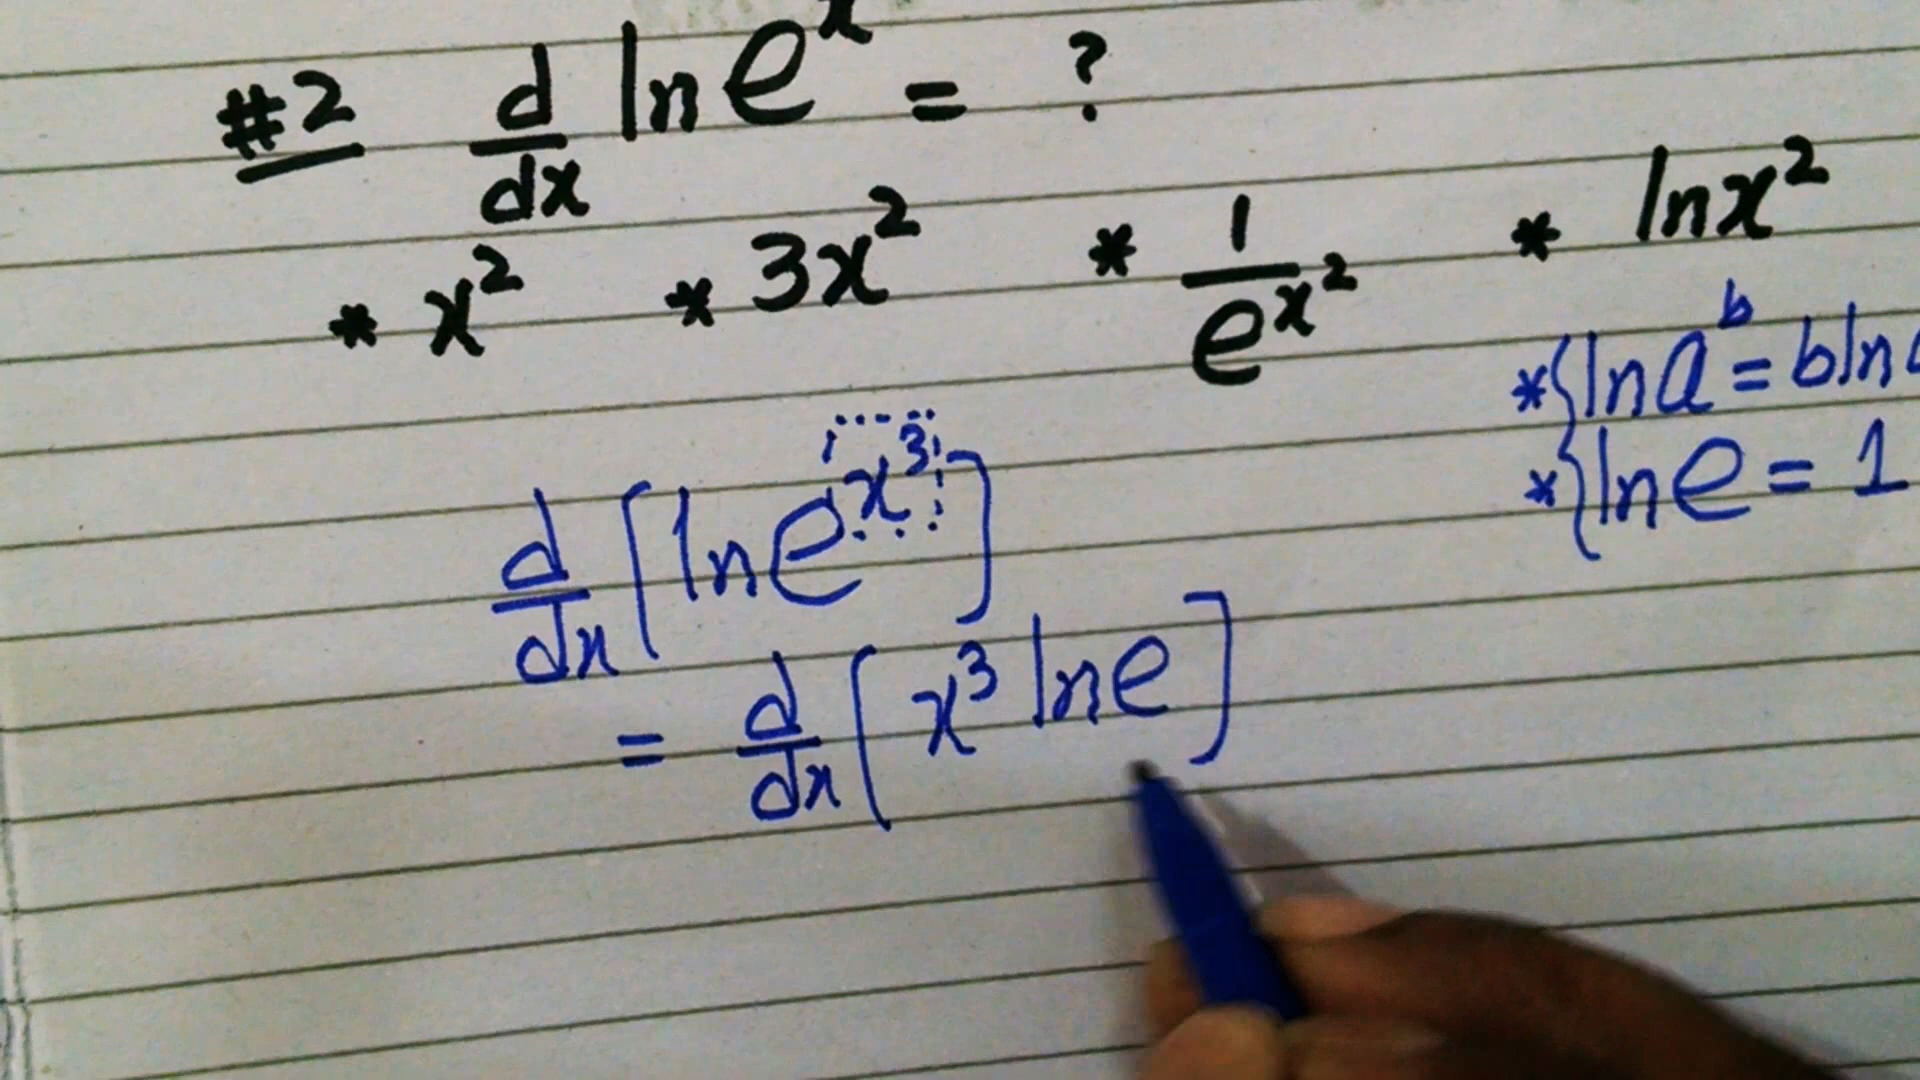 #2 d/dx ln e^x = ?
* x² * 3x² * 1/e^x² * ln x²
* { ln a^b = b ln
* { ln e = 1
d/dx [ ln e^x³ ]
= d/dx [ x³ ln e ]